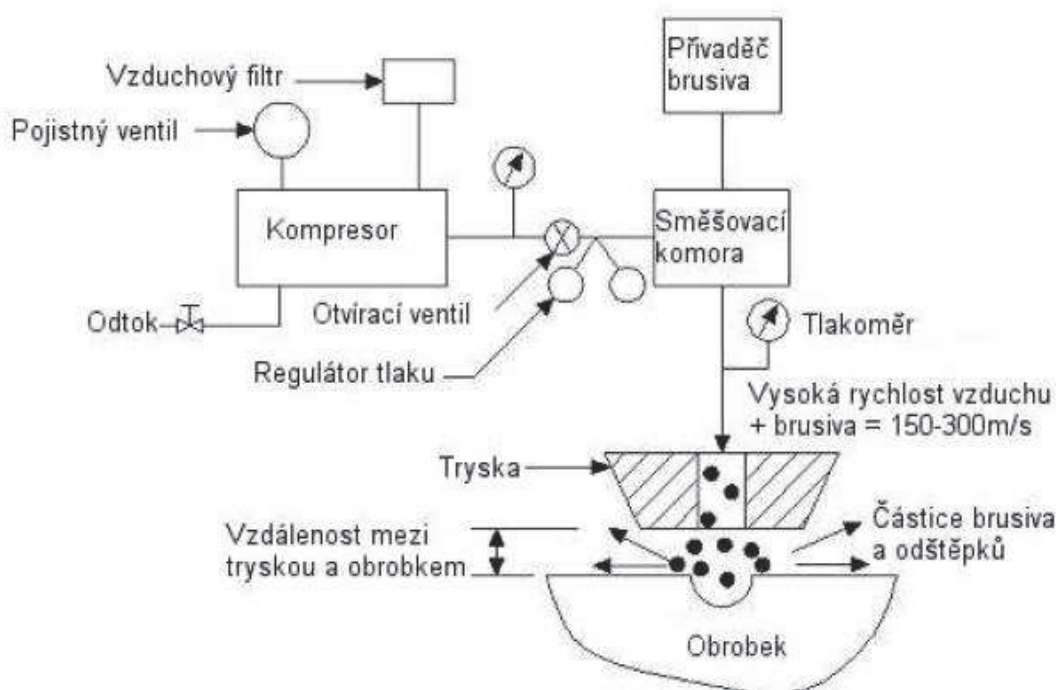 Přivaděč
brusiva
Vzduchový filtr
Pojistný ventil
Kompresor
Směšovací
komora
Otvírací ventil
Odtok
Tlakoměr
Regulátor tlaku
Vysoká rychlost vzduchu
+ brusiva = 150-300m/s
Tryska
Částice brusiva
a odštěpků
Vzdálenost mezi
tryskou a obrobkem
Obrobek